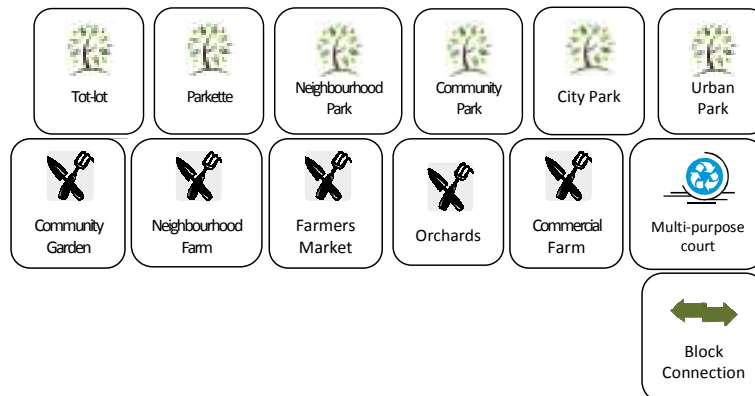 Tot-lot
Parkette
Neighbourhood
Park
Community
Park
City Park
Urban
Park
Community
Garden
Neighbourhood
Farm
Farmers
Market
Orchards
Commercial
Farm
Multi-purpose
court
Block
Connection